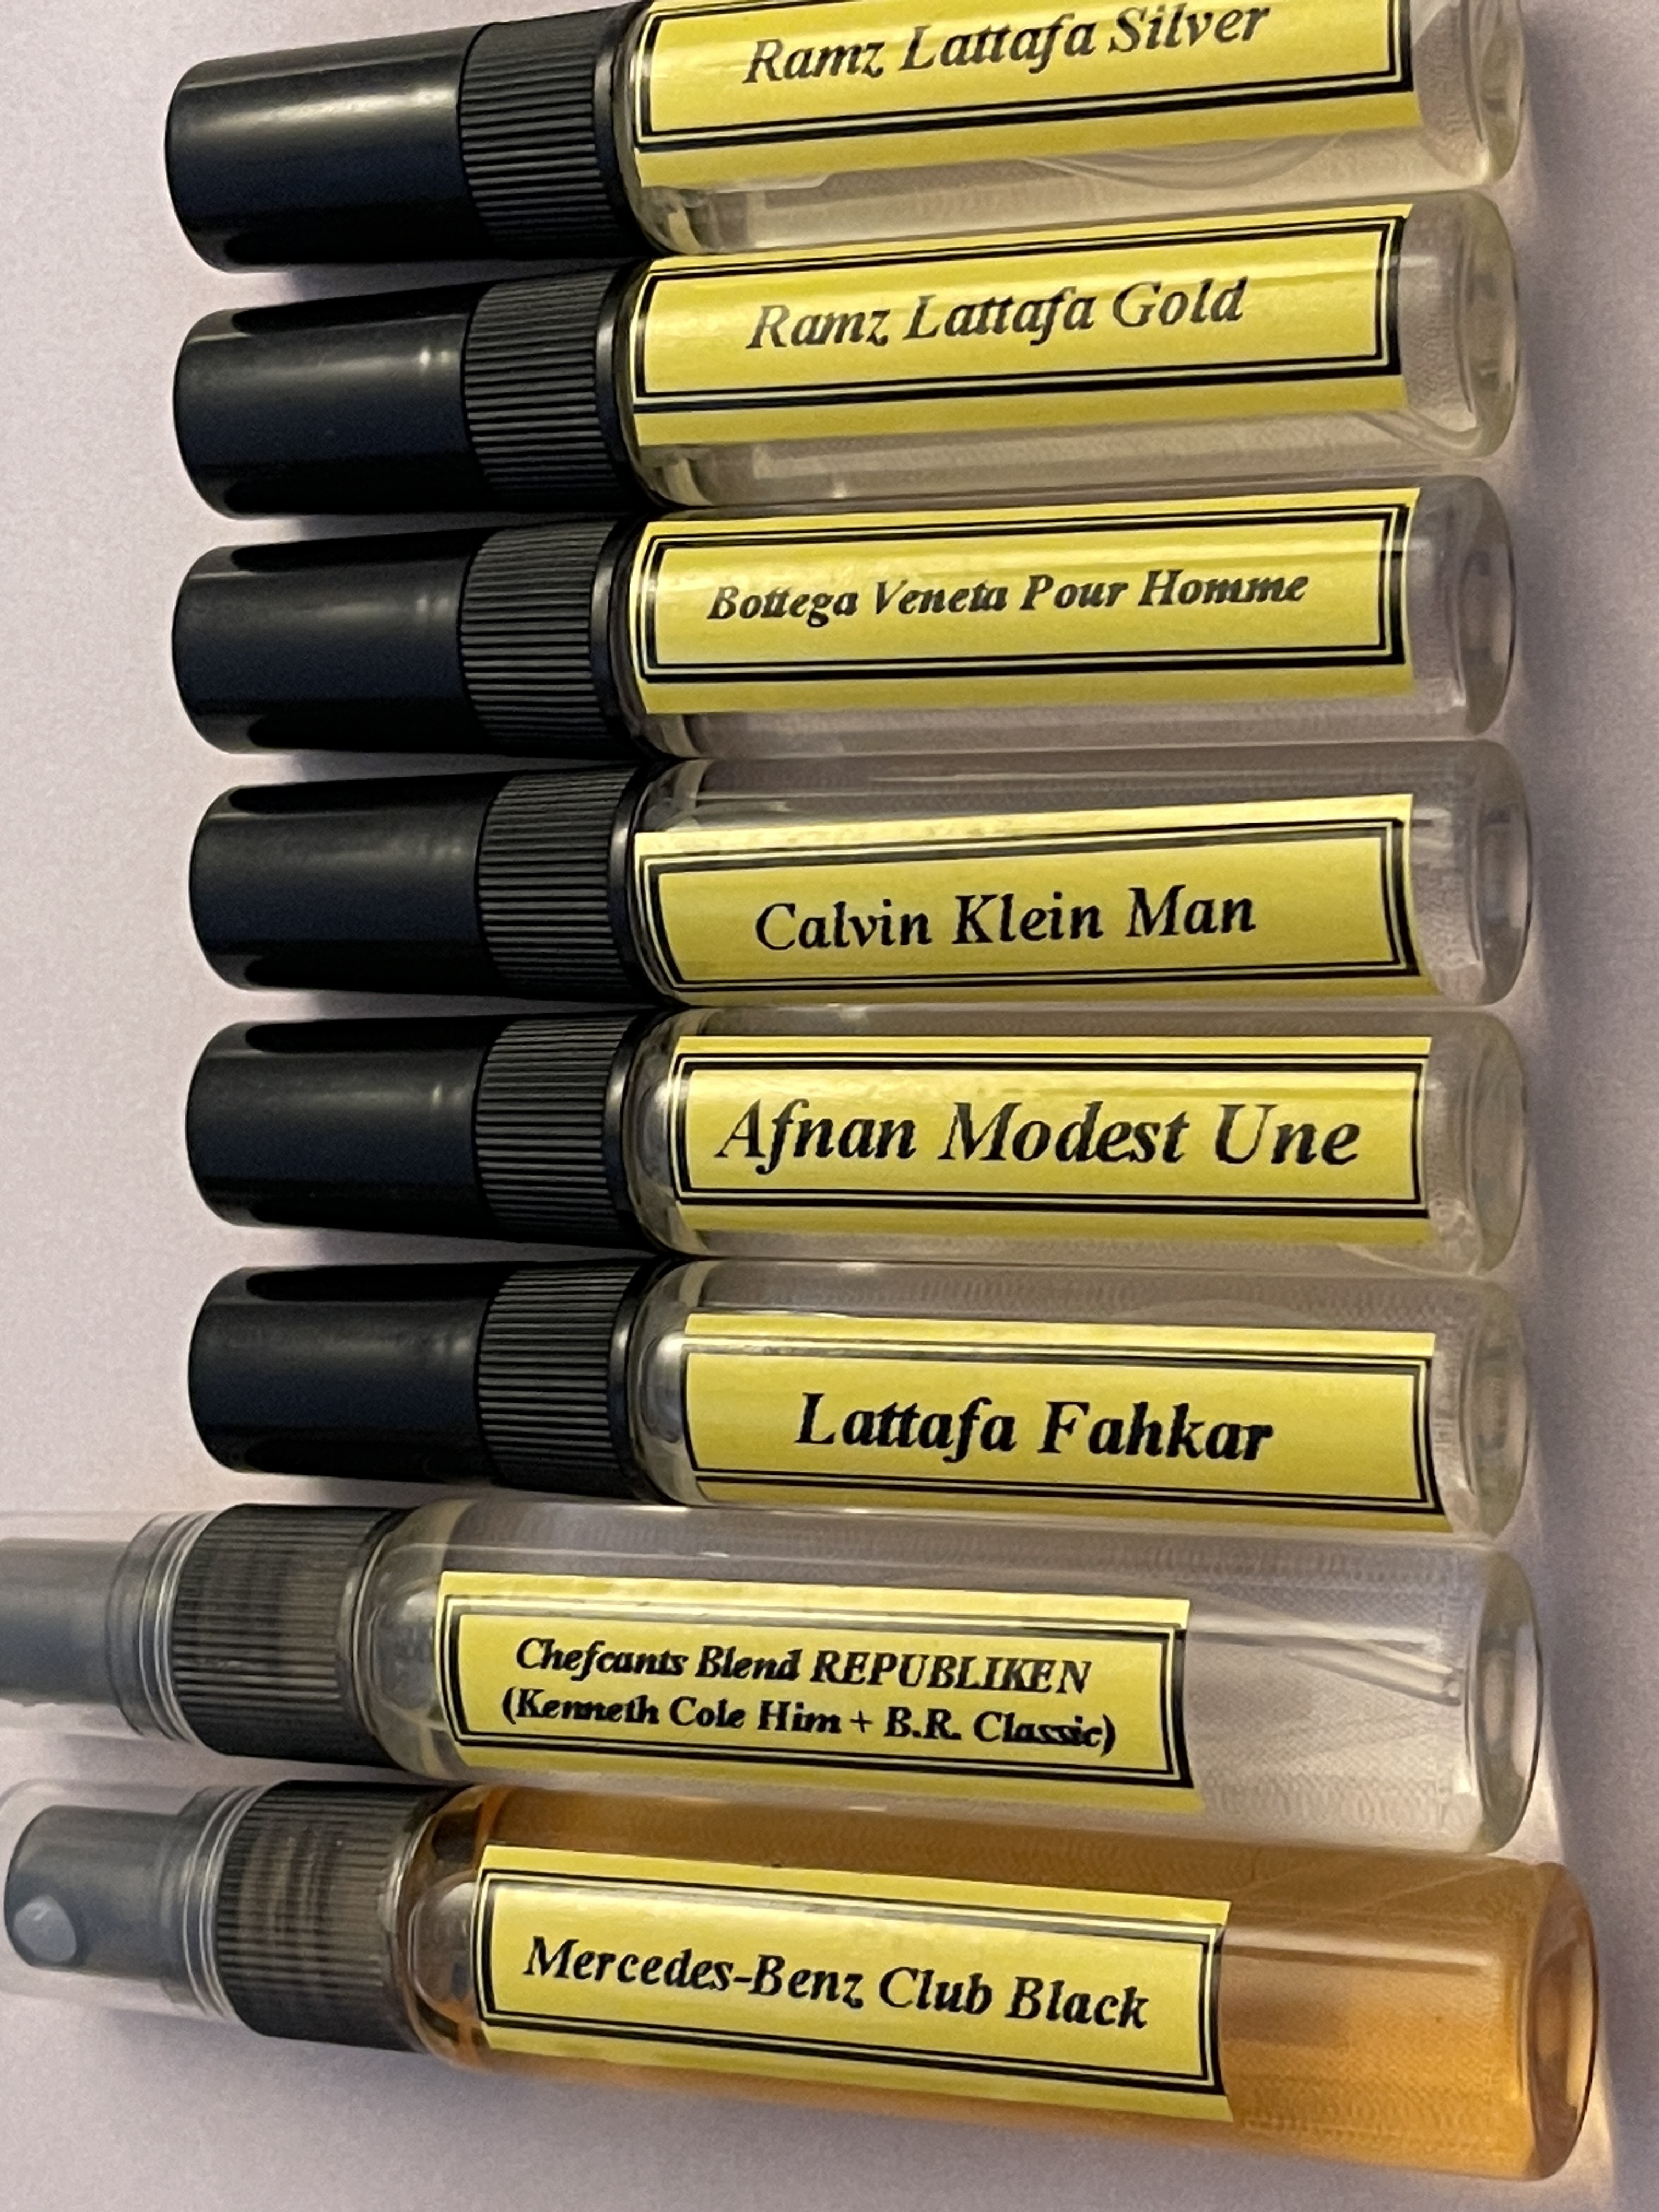 Ramz Lattafa Silver
Ramz Lattafa Gold
Bottega Veneta Pour Homme
Calvin Klein Man
Afnan Modest Une
Lattafa Fahkar
Chefcants Blend REPUBLIKEN
(Kenneth Cole Him + B.R. Classic)
Mercedes-Benz Club Black